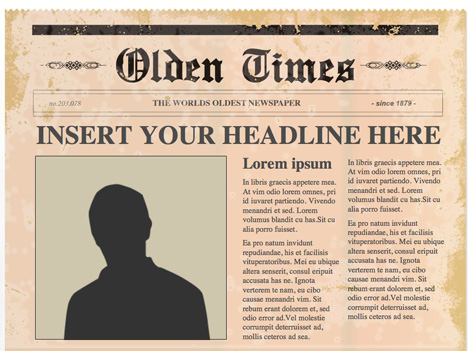 Olden Times
no.203.078
THE WORLDS OLDEST NEWSPAPER
- since 1879 -
INSERT YOUR HEADLINE HERE
Lorem ipsum
In libris graecis appetere mea.
At vim odio lorem omnes, pri
id iuvaret partiendo. Vivendo
menandri et sed. Lorem
volumus blandit cu has.Sit cu
alia porro fuisset.
Ea pro natum invidunt
repudiandae, his et facilisis
vituperatoribus. Mei eu ubique
altera senserit, consul eripuit
accusata has ne. Ignota
verterem te nam, eu cibo
causae menandri vim. Sit
rebum erant dolorem et, sed
odio error ad.Vel molestie
corrumpit deterruisset ad,
mollis ceteros ad sea.
In libris graecis appetere mea.
At vim odio lorem omnes, pri
id iuvaret partiendo. Vivendo
menandri et sed. Lorem
volumus blandit cu has.Sit cu
alia porro fuisset.
Ea pro natum invidunt
repudiandae, his et facilisis
vituperatoribus. Mei eu ubique
altera senserit, consul eripuit
accusata has ne. Ignota
verterem te nam, eu cibo
causae menandri vim. Sit
rebum erant dolorem et, sed
odio error ad.Vel molestie
corrumpit deterruisset ad,
mollis ceteros ad sea.